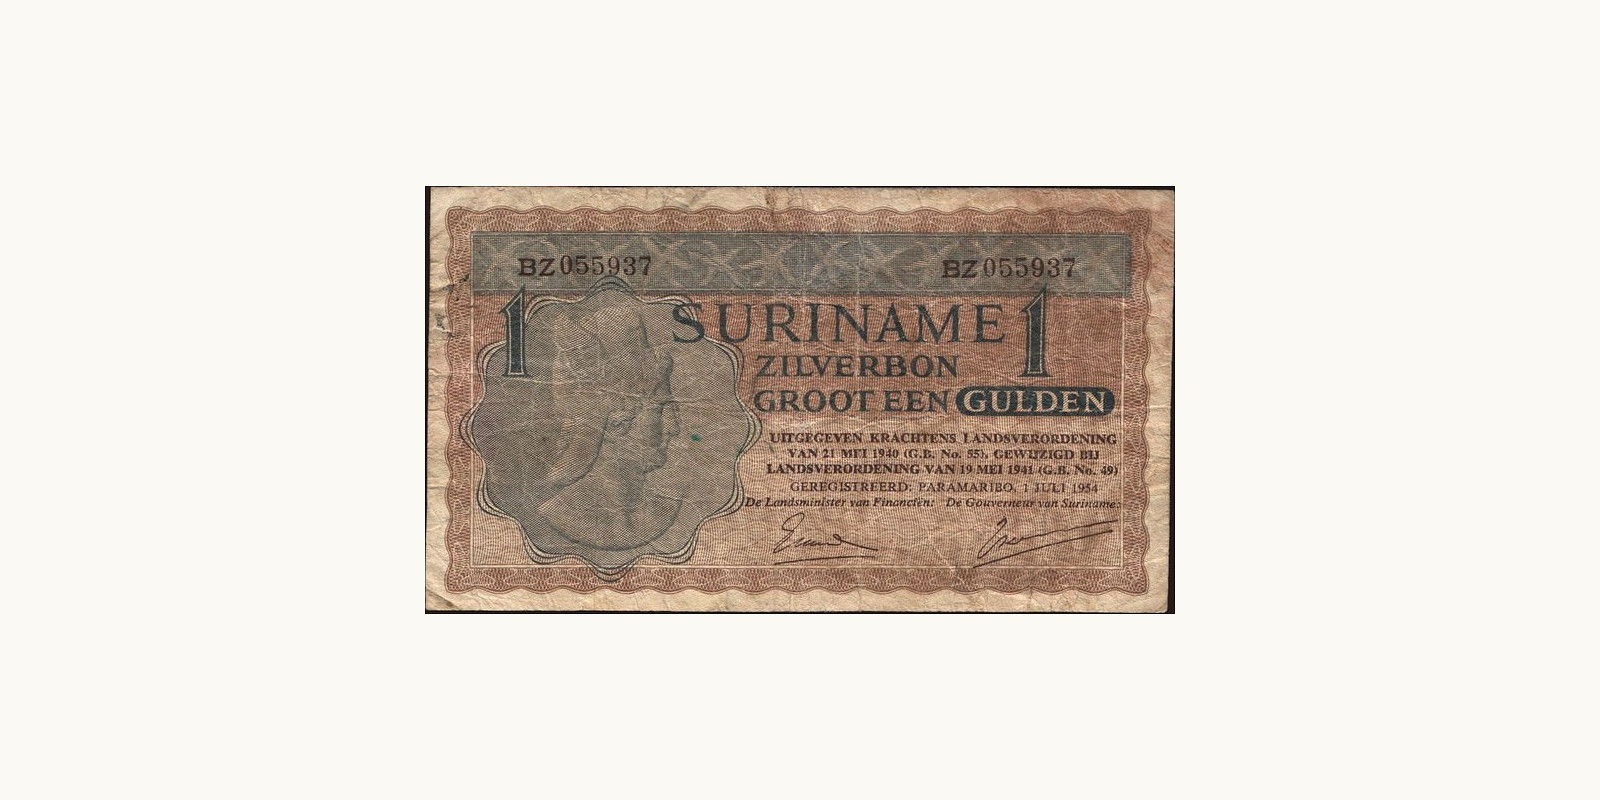 BZ055937 BZ055937
1 SURINAME 1
ZILVERBON
GROOT EEN GULDEN
UITGEGEVEN KRACHTENS LANDSVERORDENING
VAN 21 MEI 1940 (G.B. No. 55), GEWIJZIGD BIJ
LANDSVERORDENING VAN 19 MEI 1941 (G.B. No. 49)
GEREGISTREERD: PARAMARIBO, 1 JULI 1954
De Landsminister van Financiën: De Gouverneur van Suriname: